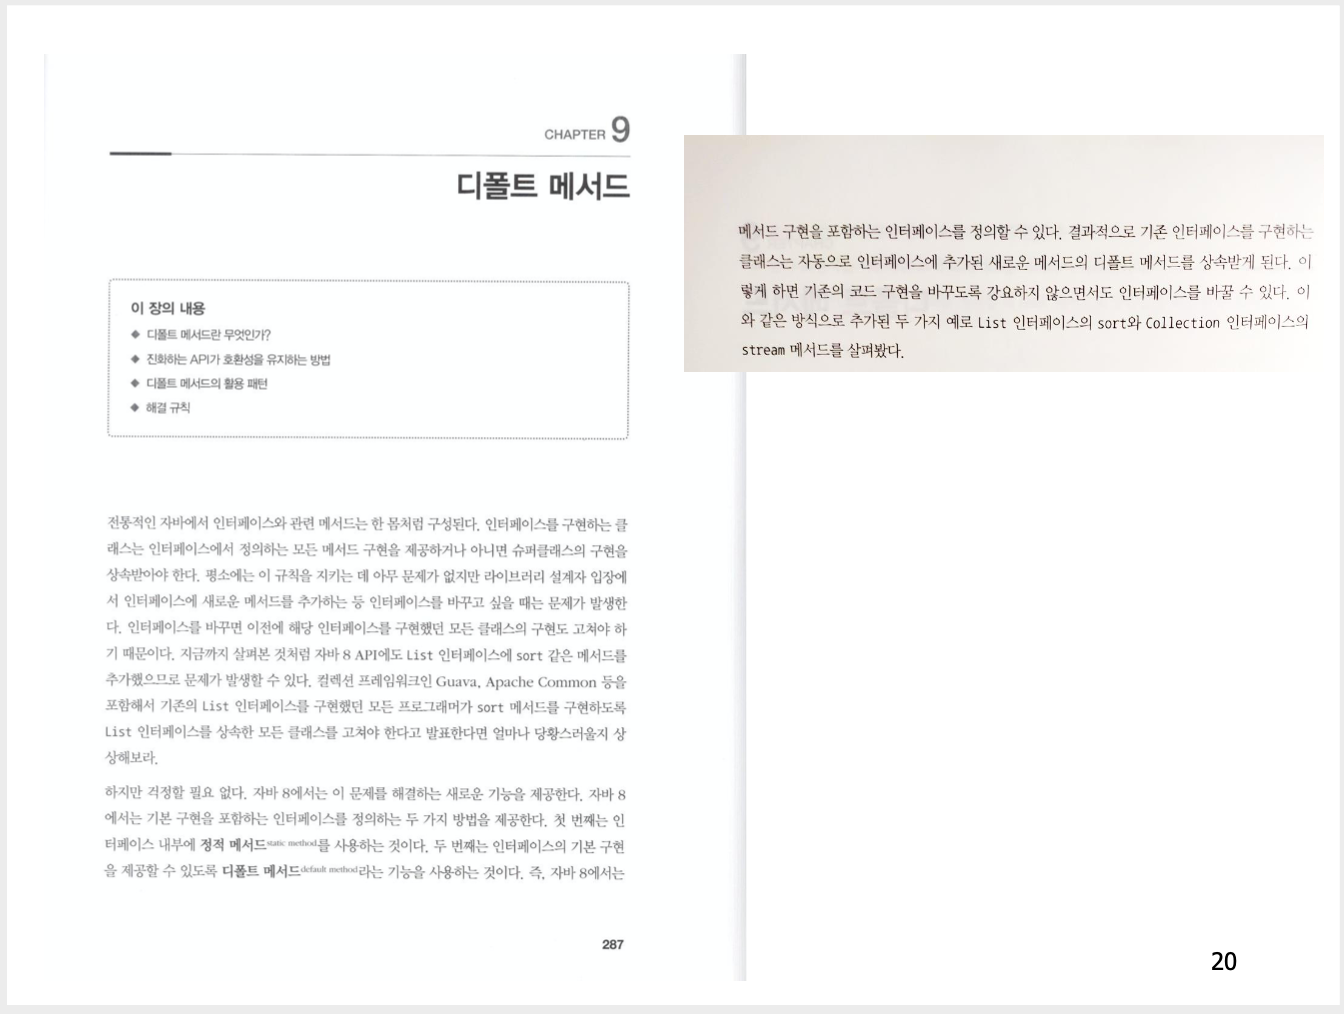 CHAPTER 9
디폴트 메서드
이 장의 내용
◆ 디폴트 메서드란 무엇인가?
◆ 진화하는 API가 호환성을 유지하는 방법
◆ 디폴트 메서드의 활용 패턴
◆ 해결 규칙
전통적인 자바에서 인터페이스와 관련 메서드는 한 몸처럼 구성된다. 인터페이스를 구현하는 클
래스는 인터페이스에서 정의하는 모든 메서드 구현을 제공하거나 아니면 슈퍼클래스의 구현을
상속받아야 한다. 평소에는 이 규칙을 지키는 데 아무 문제가 없지만 라이브러리 설계자 입장에
서 인터페이스에 새로운 메서드를 추가하는 등 인터페이스를 바꾸고 싶을 때는 문제가 발생한
다. 인터페이스를 바꾸면 이전에 해당 인터페이스를 구현했던 모든 클래스의 구현도 고쳐야 하
기 때문이다. 지금까지 살펴본 것처럼 자바 8 API에도 List 인터페이스에 sort 같은 메서드를
추가했으므로 문제가 발생할 수 있다. 컬렉션 프레임워크인 Guava, Apache Common 등을
포함해서 기존의 List 인터페이스를 구현했던 모든 프로그래머가 sort 메서드를 구현하도록
List 인터페이스를 상속한 모든 클래스를 고쳐야 한다고 발표한다면 얼마나 당황스러울지 상
상해보라.
하지만 걱정할 필요 없다. 자바 8에서는 이 문제를 해결하는 새로운 기능을 제공한다. 자바 8
에서는 기본 구현을 포함하는 인터페이스를 정의하는 두 가지 방법을 제공한다. 첫 번째는 인
터페이스 내부에 정적 메서드static method를 사용하는 것이다. 두 번째는 인터페이스의 기본 구현
을 제공할 수 있도록 디폴트 메서드default method라는 기능을 사용하는 것이다. 즉, 자바 8에서는
287
메서드 구현을 포함하는 인터페이스를 정의할 수 있다. 결과적으로 기존 인터페이스를 구현하는
클래스는 자동으로 인터페이스에 추가된 새로운 메서드의 디폴트 메서드를 상속받게 된다. 이
렇게 하면 기존의 코드 구현을 바꾸도록 강요하지 않으면서도 인터페이스를 바꿀 수 있다. 이
와 같은 방식으로 추가된 두 가지 예로 List 인터페이스의 sort와 Collection 인터페이스의
stream 메서드를 살펴봤다.
20